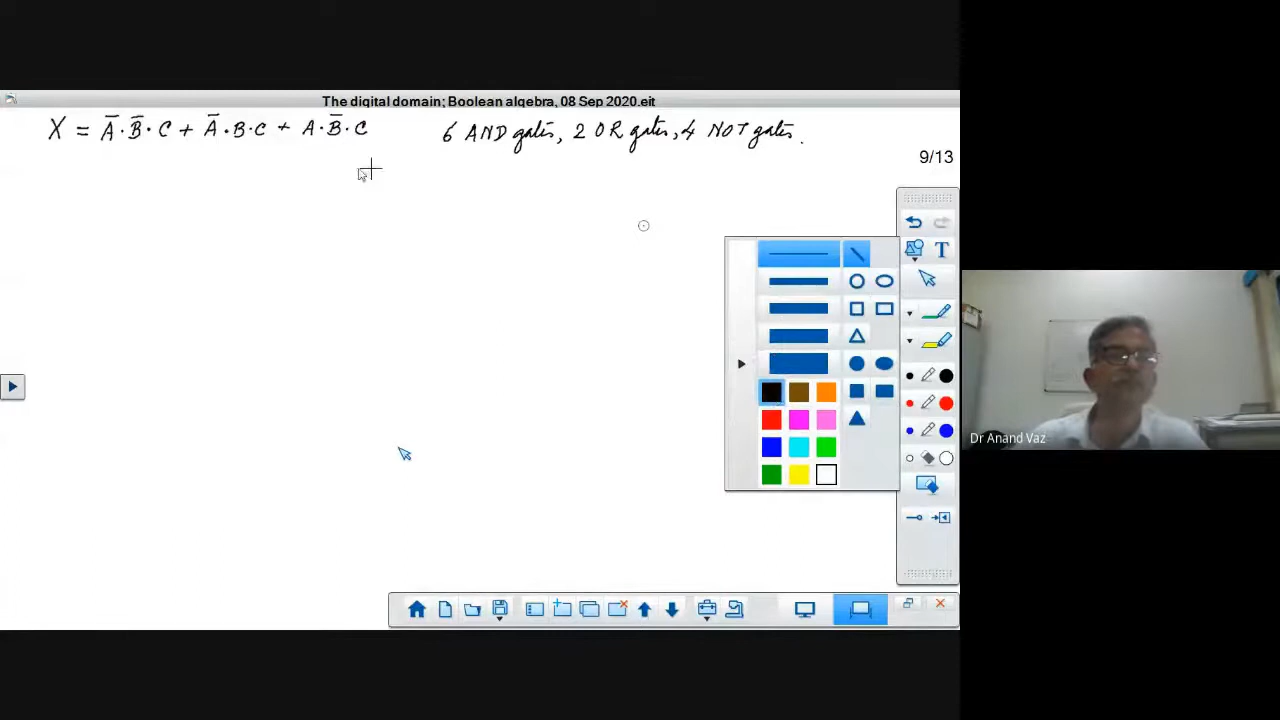 The digital domain; Boolean algebra, 08 Sep 2020.eit
X = A̅·B̅·C + A̅·B·C + A·B̅·C
6 AND gates, 2 OR gates, 4 NOT gates.
9/13
T
Dr Anand Vaz